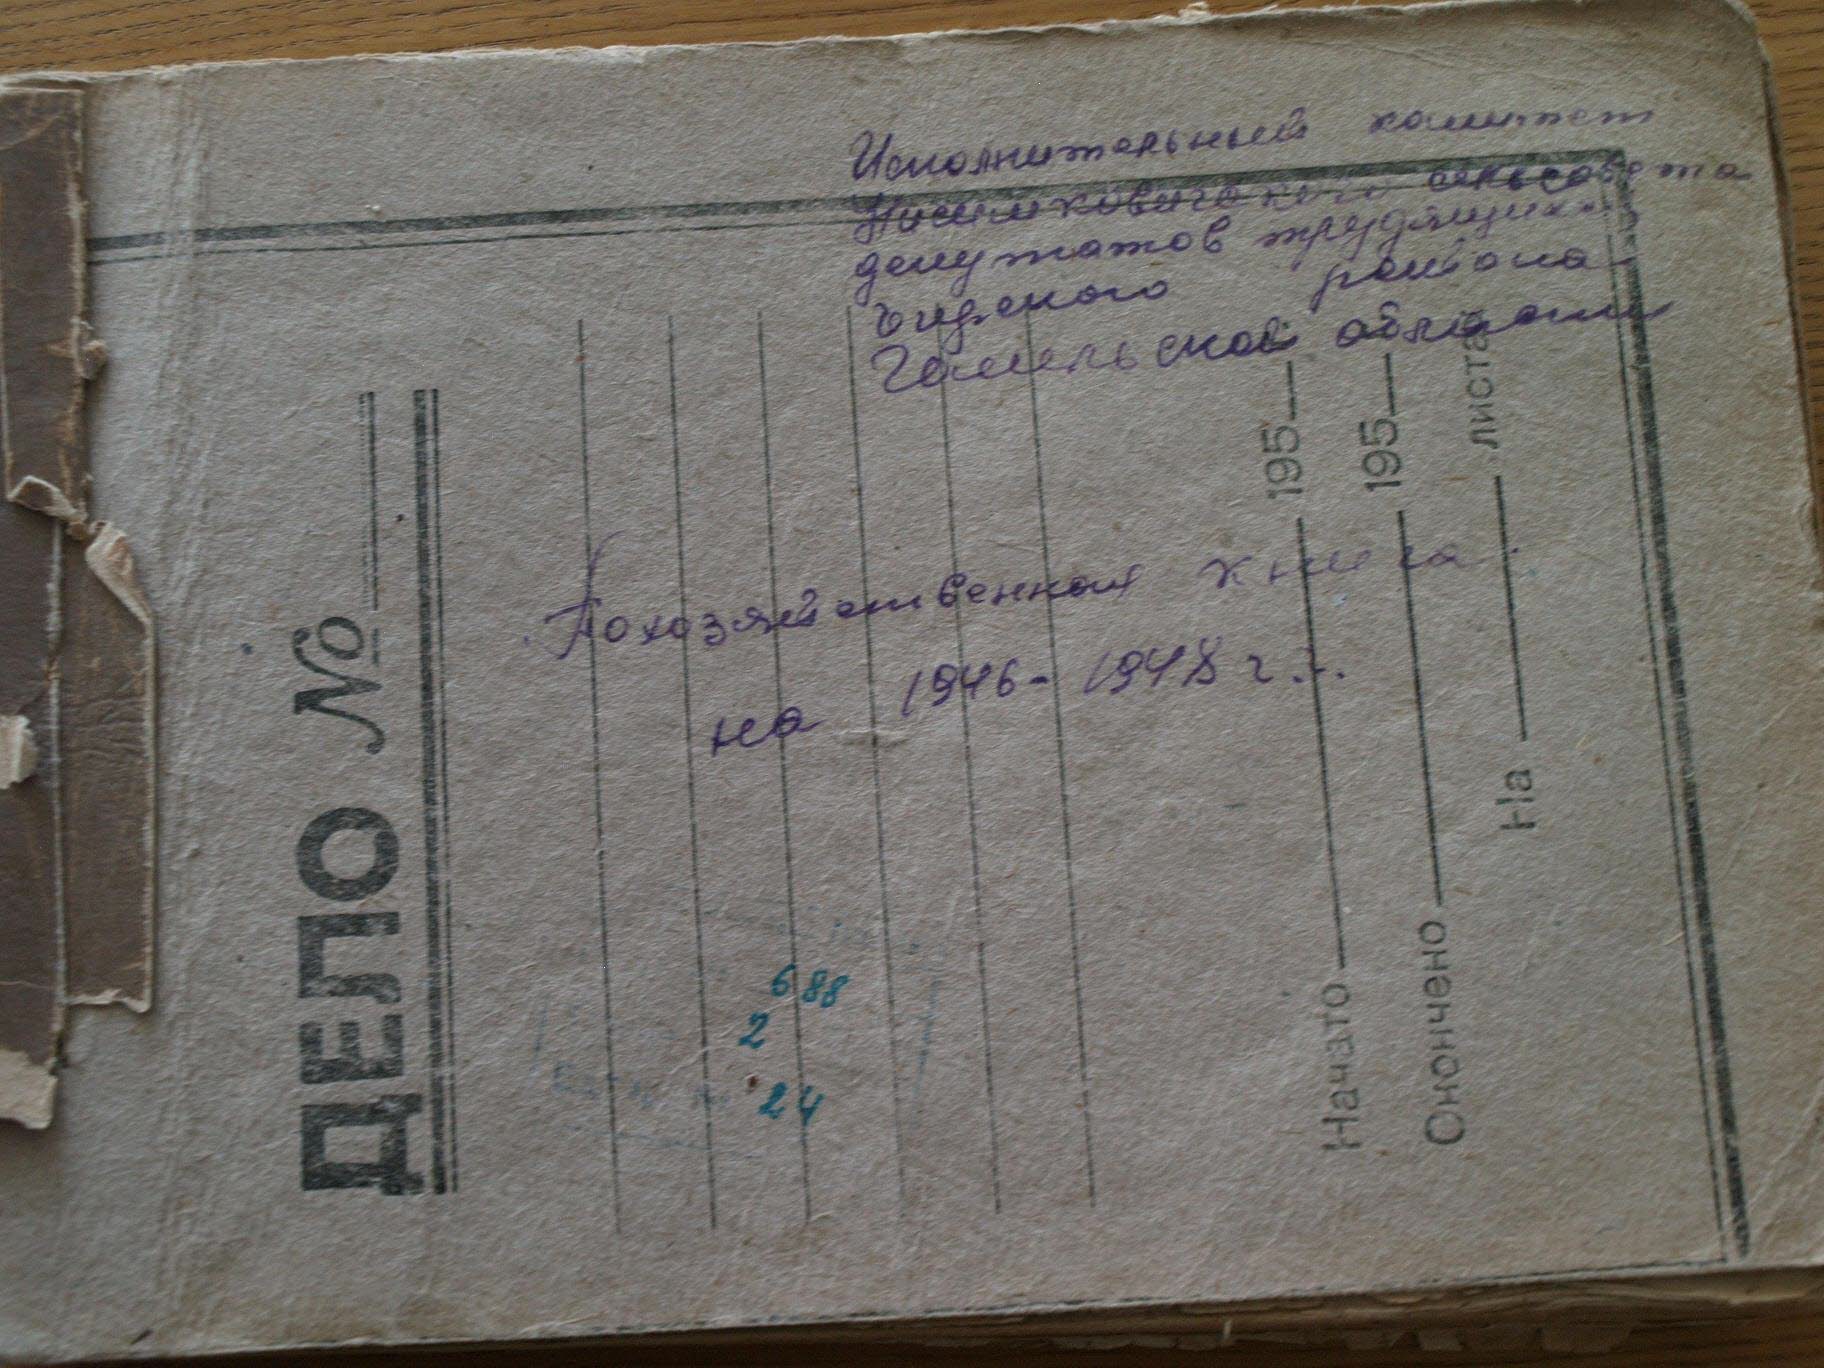 Исполнительный комитет
сельсовета
депутатов трудящихся
района
Гомельской области
Похозяйственная книга
на 1946-1948 г.г.
ДЕЛО №
688
2
24
Начато 195
Окончено 195
На листа